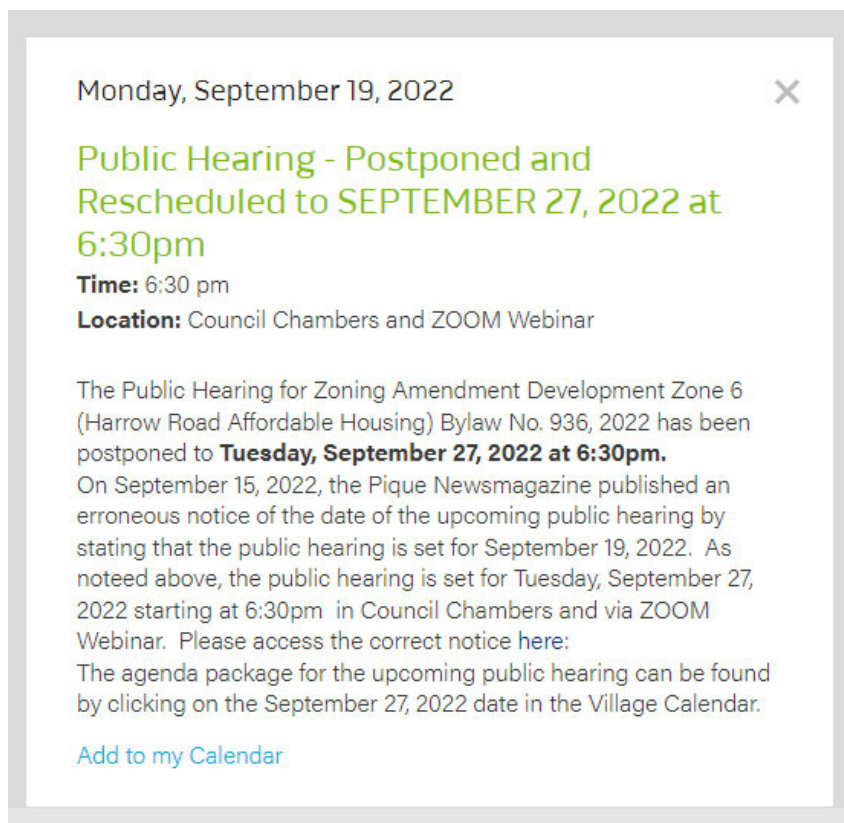 Monday, September 19, 2022
Public Hearing - Postponed and
Rescheduled to SEPTEMBER 27, 2022 at
6:30pm
Time: 6:30 pm
Location: Council Chambers and ZOOM Webinar
The Public Hearing for Zoning Amendment Development Zone 6
(Harrow Road Affordable Housing) Bylaw No. 936, 2022 has been
postponed to Tuesday, September 27, 2022 at 6:30pm.
On September 15, 2022, the Pique Newsmagazine published an
erroneous notice of the date of the upcoming public hearing by
stating that the public hearing is set for September 19, 2022.  As
noteed above, the public hearing is set for Tuesday, September 27,
2022 starting at 6:30pm  in Council Chambers and via ZOOM
Webinar.  Please access the correct notice here:
The agenda package for the upcoming public hearing can be found
by clicking on the September 27, 2022 date in the Village Calendar.
Add to my Calendar